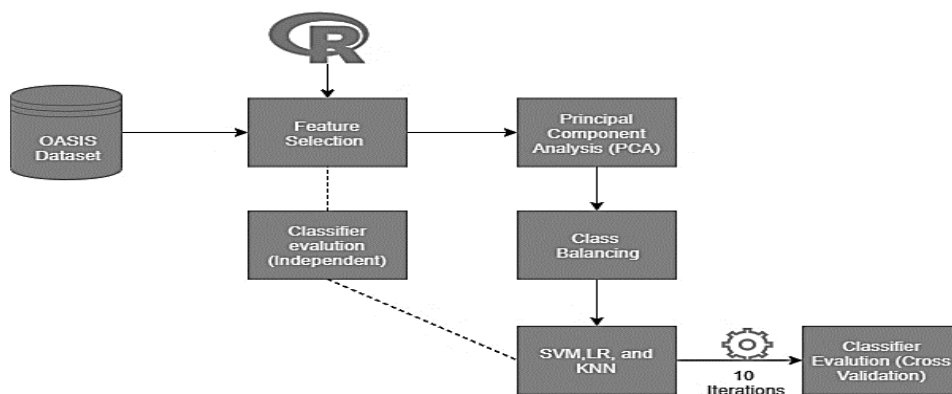 R
OASIS
Dataset
Feature
Selection
Principal
Component
Analysis (PCA)
Classifier
evalution
(Independent)
Class
Balancing
SVM,LR, and
KNN
10
Iterations
Classifier
Evalution (Cross
Validation)